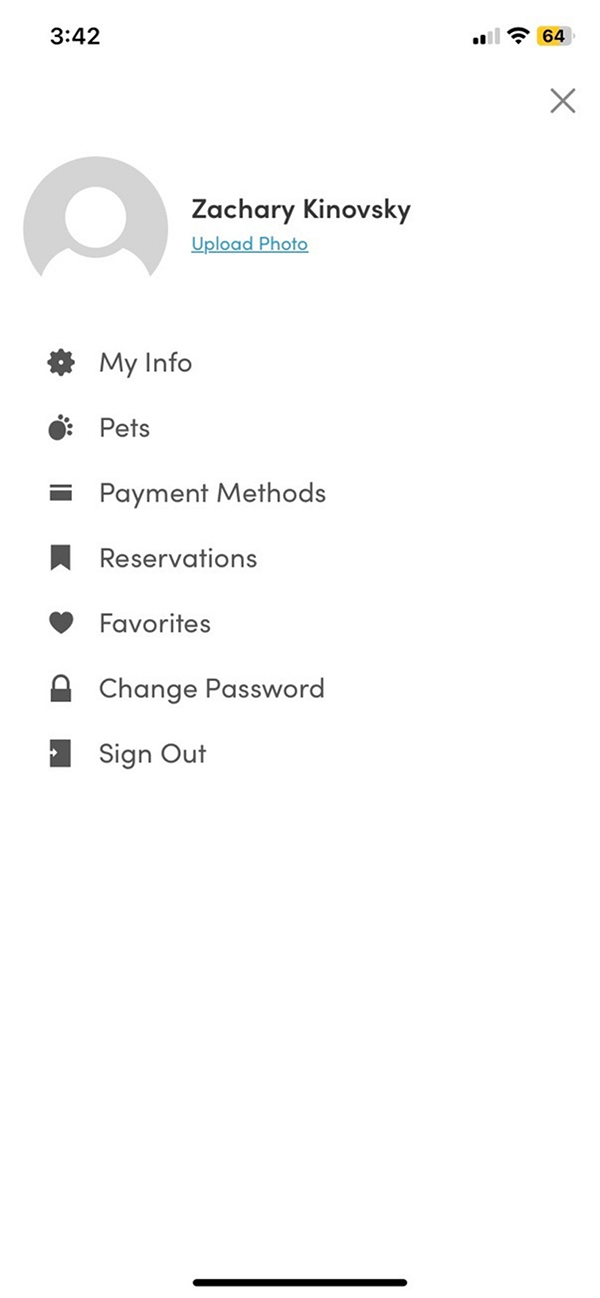 3:42
64
Zachary Kinovsky
Upload Photo
My Info
Pets
Payment Methods
Reservations
Favorites
Change Password
Sign Out